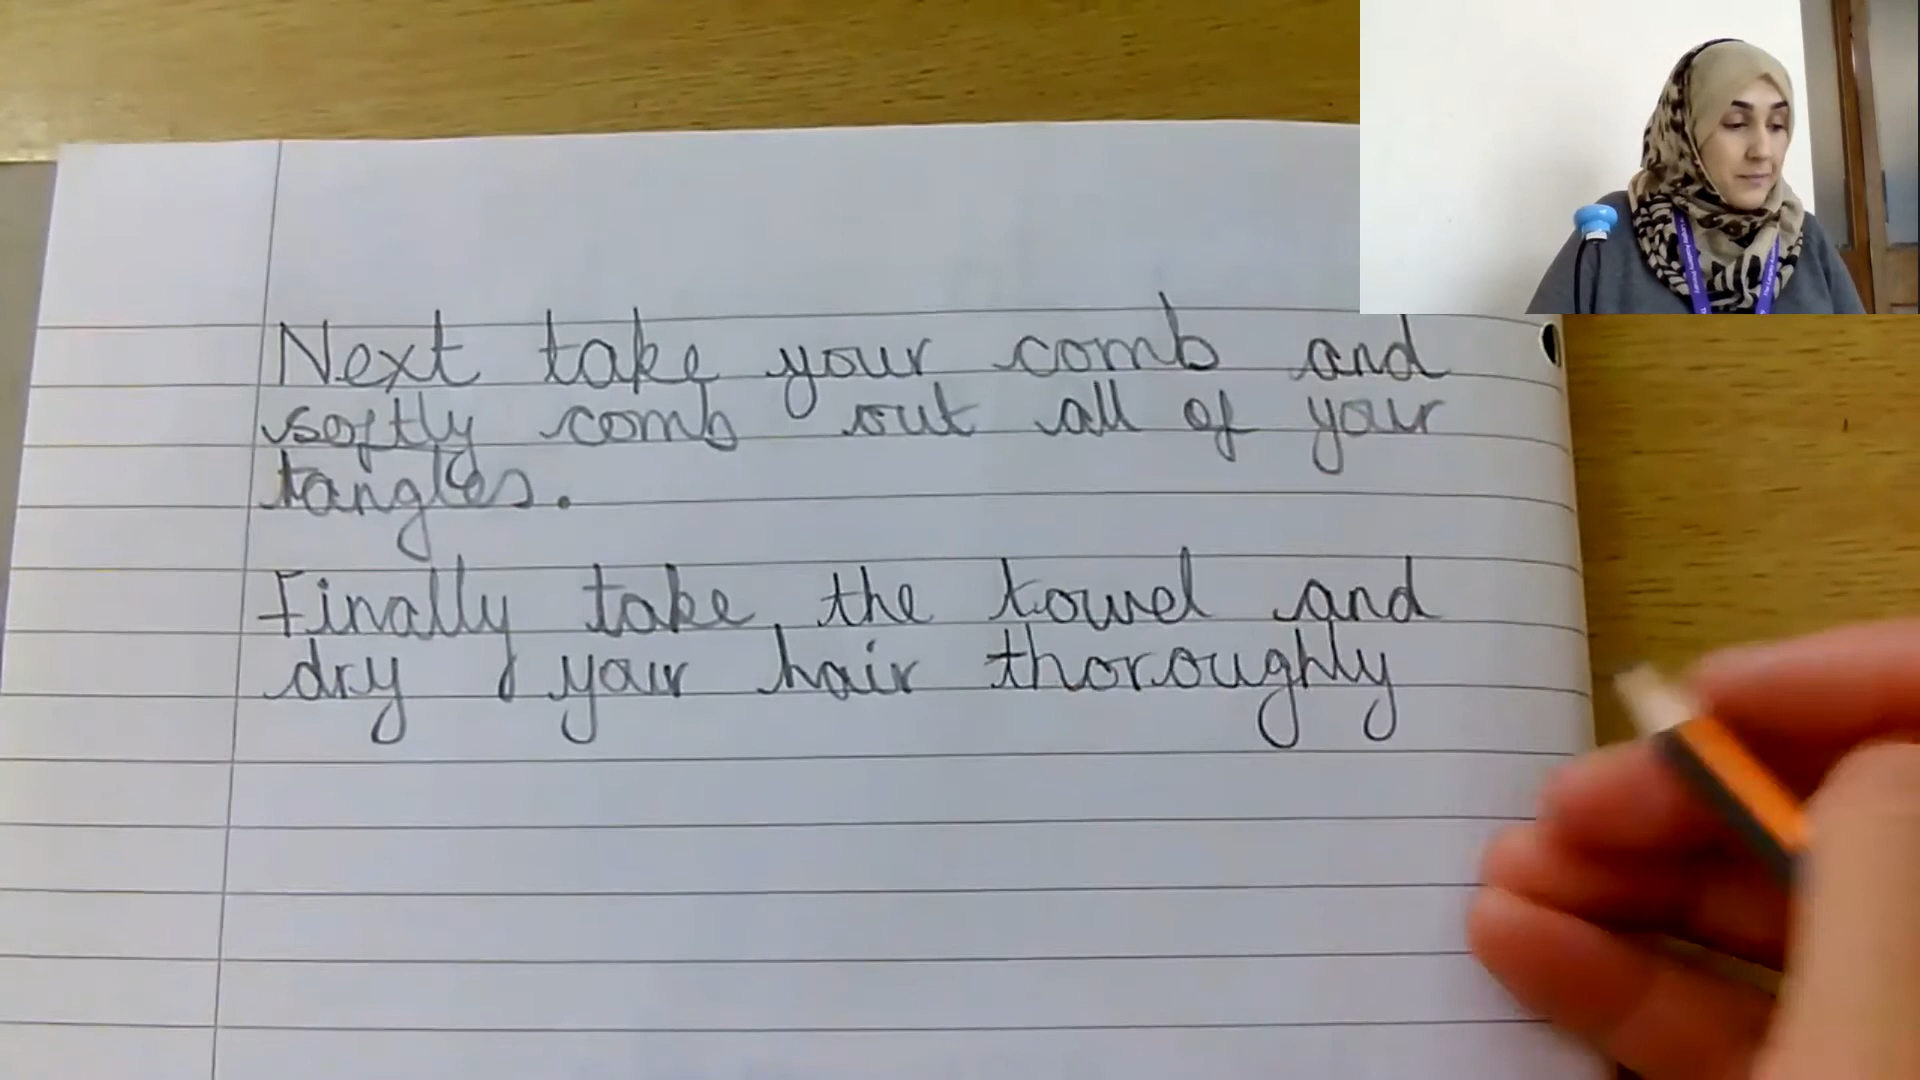 Next take your comb and
softly comb out all of your
tangles.
Finally take the towel and
dry your hair thoroughly